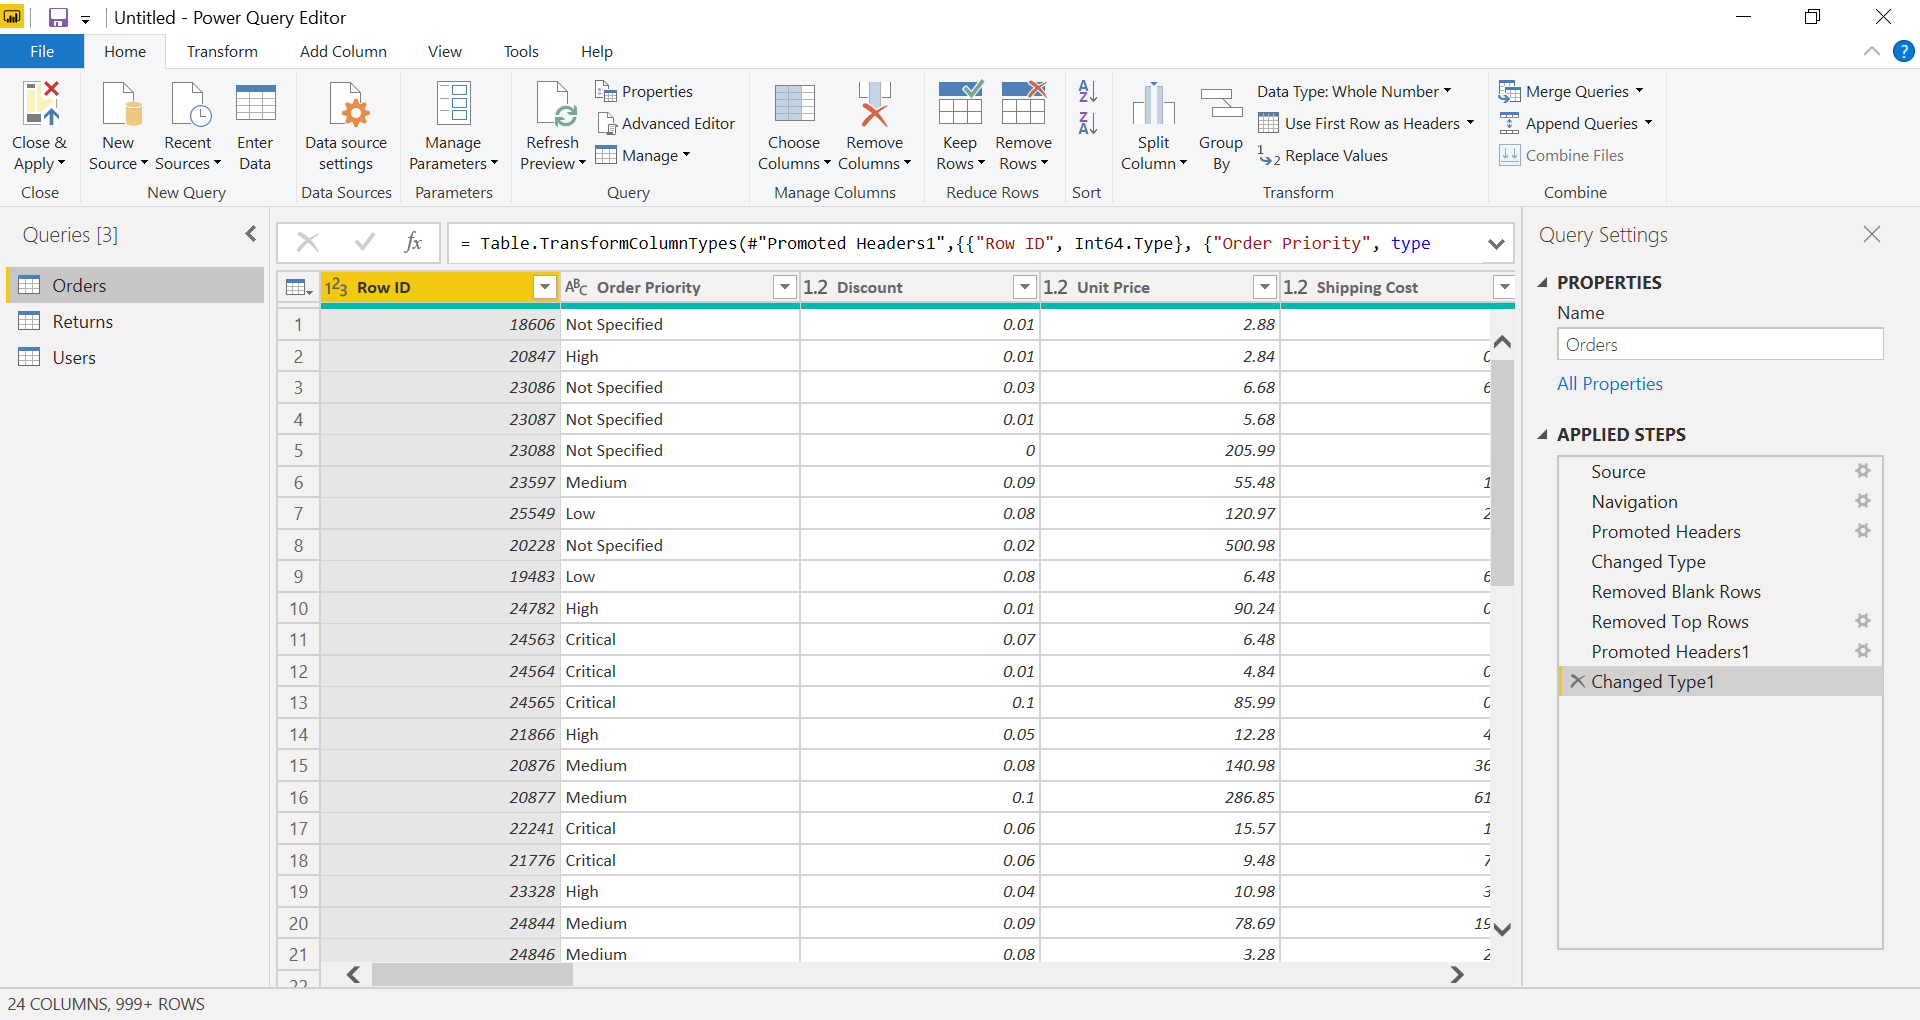 Untitled - Power Query Editor
File Home Transform Add Column View Tools Help
Close & Apply
New Source
Recent Sources
Enter Data
Data source settings
Manage Parameters
Refresh Preview
Properties
Advanced Editor
Manage
Choose Columns
Remove Columns
Keep Rows
Remove Rows
Split Column
Group By
Data Type: Whole Number
Use First Row as Headers
Replace Values
Merge Queries
Append Queries
Combine Files
Close New Query Data Sources Parameters Query Manage Columns Reduce Rows Sort Transform Combine
Queries [3]
Orders
Returns
Users
fx = Table.TransformColumnTypes(#"Promoted Headers1",{{"Row ID", Int64.Type}, {"Order Priority", type
123 Row ID ABC Order Priority 1.2 Discount 1.2 Unit Price 1.2 Shipping Cost
1 18606 Not Specified 0.01 2.88
2 20847 High 0.01 2.84
3 23086 Not Specified 0.03 6.68
4 23087 Not Specified 0.01 5.68
5 23088 Not Specified 0 205.99
6 23597 Medium 0.09 55.48
7 25549 Low 0.08 120.97
8 20228 Not Specified 0.02 500.98
9 19483 Low 0.08 6.48
10 24782 High 0.01 90.24
11 24563 Critical 0.07 6.48
12 24564 Critical 0.01 4.84
13 24565 Critical 0.1 85.99
14 21866 High 0.05 12.28
15 20876 Medium 0.08 140.98 36
16 20877 Medium 0.1 286.85 61
17 22241 Critical 0.06 15.57
18 21776 Critical 0.06 9.48
19 23328 High 0.04 10.98
20 24844 Medium 0.09 78.69 19
21 24846 Medium 0.08 3.28
Query Settings
PROPERTIES
Name
Orders
All Properties
APPLIED STEPS
Source
Navigation
Promoted Headers
Changed Type
Removed Blank Rows
Removed Top Rows
Promoted Headers1
Changed Type1
24 COLUMNS, 999+ ROWS